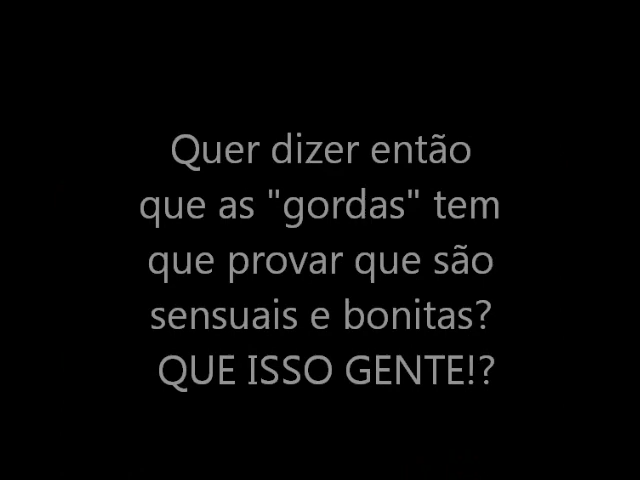 Quer dizer então
que as "gordas" tem
que provar que são
sensuais e bonitas?
QUE ISSO GENTE!?